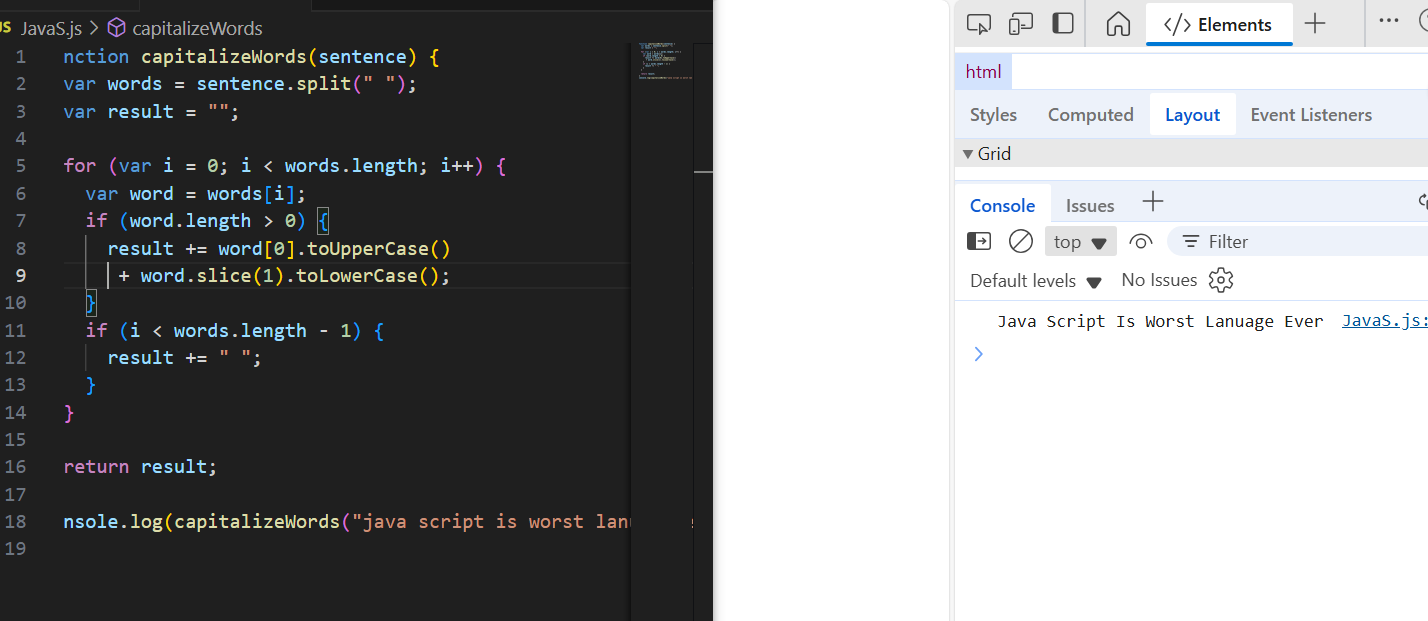 JS JavaS.js > capitalizeWords
1 nction capitalizeWords(sentence) {
2 var words = sentence.split(" ");
3 var result = "";
4
5 for (var i = 0; i < words.length; i++) {
6 var word = words[i];
7 if (word.length > 0) {
8 result += word[0].toUpperCase()
9 + word.slice(1).toLowerCase();
10 }
11 if (i < words.length - 1) {
12 result += " ";
13 }
14 }
15
16 return result;
17
18 nsole.log(capitalizeWords("java script is worst lan
19
</> Elements
html
Styles Computed Layout Event Listeners
Grid
Console Issues
top Filter
Default levels No Issues
Java Script Is Worst Lanuage Ever JavaS.js: